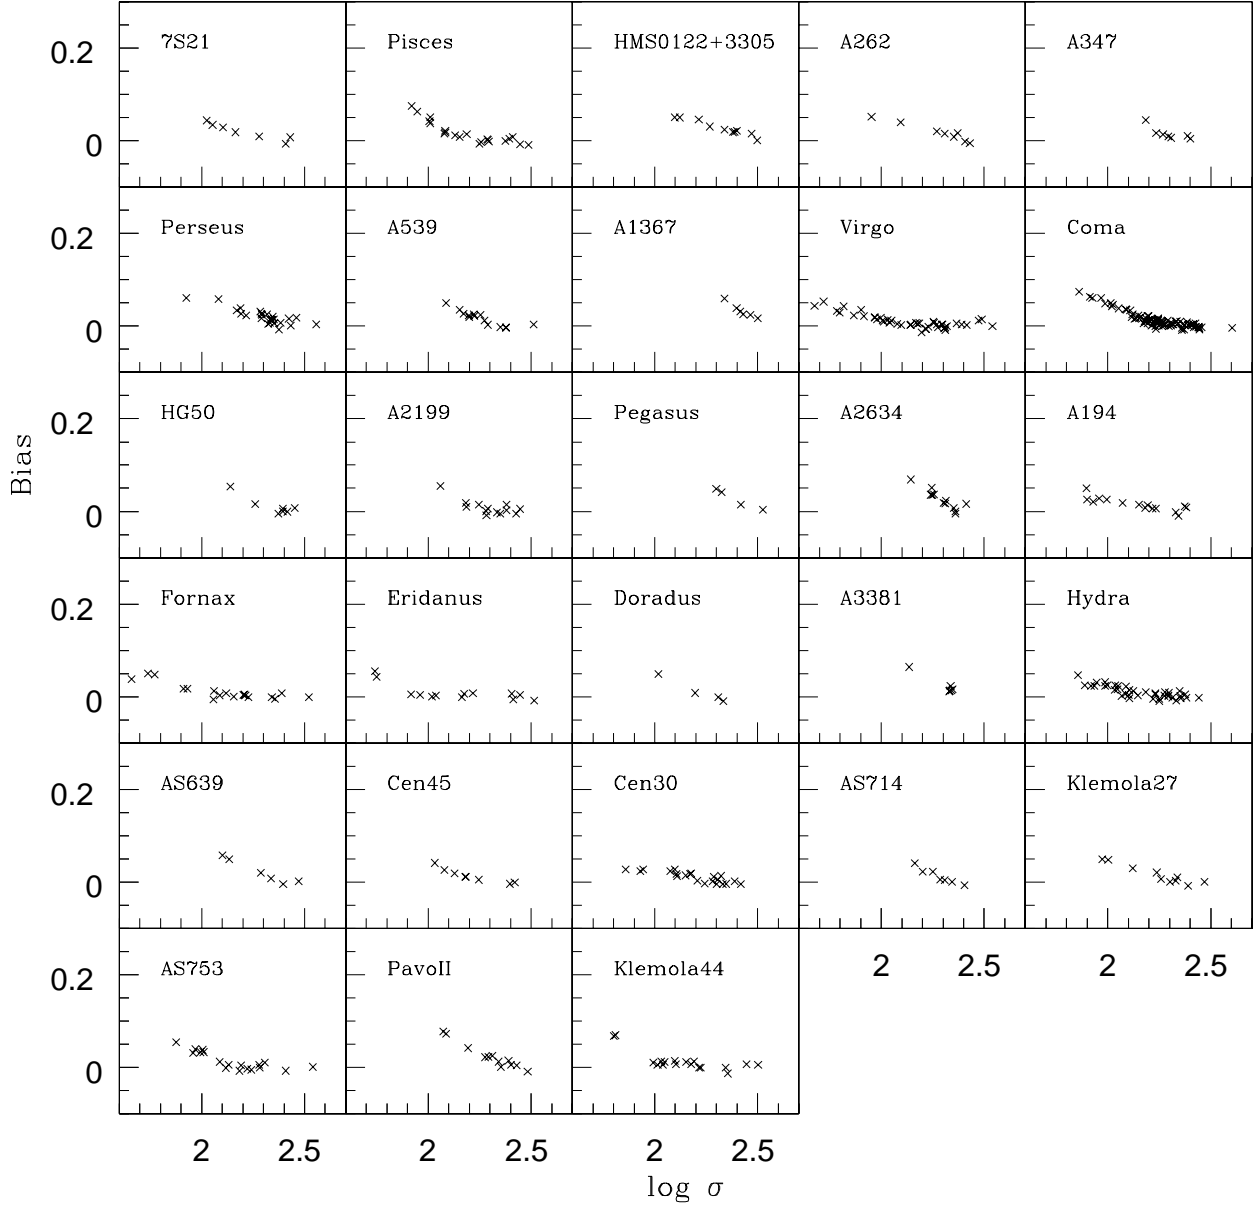 7S21 Pisces HMS0122+3305 A262 A347
0.2
0
Perseus A539 A1367 Virgo Coma
0.2
0
HG50 A2199 Pegasus A2634 A194
0.2
0
Bias
Fornax Eridanus Doradus A3381 Hydra
0.2
0
AS639 Cen45 Cen30 AS714 Klemola27
0.2
0
AS753 PavoII Klemola44
2 2.5 2 2.5
0.2
0
2 2.5 2 2.5 2 2.5
log σ